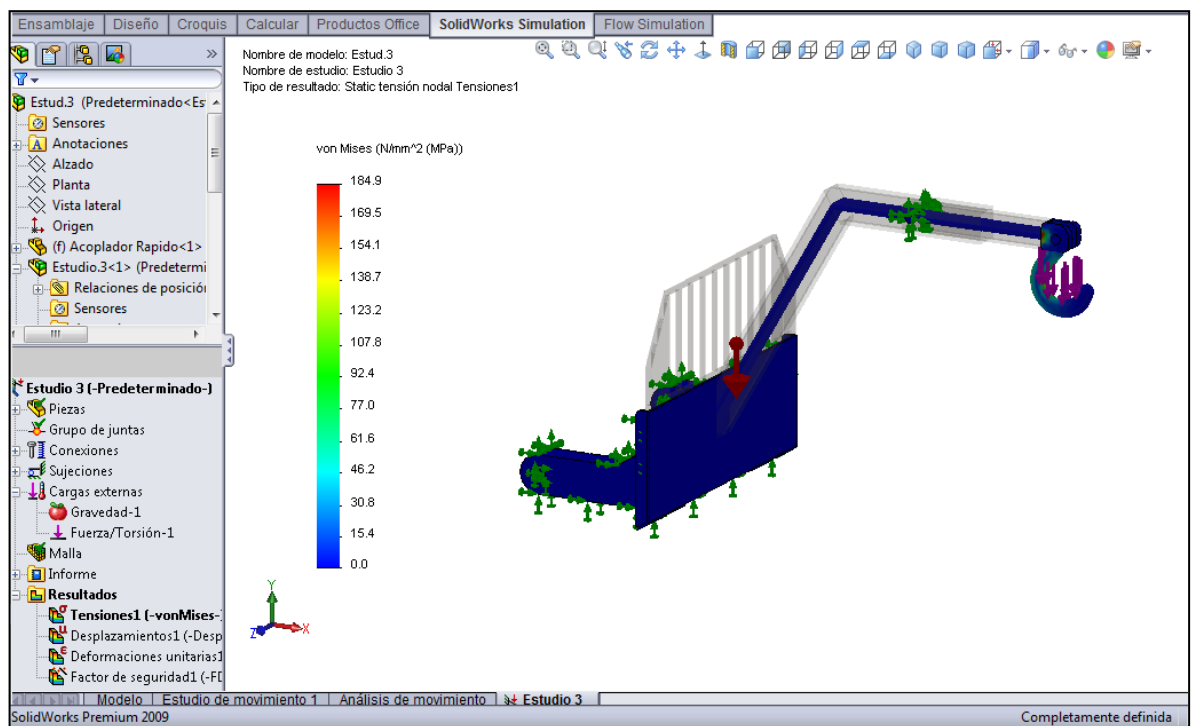 Ensamblaje Diseño Croquis Calcular Productos Office SolidWorks Simulation Flow Simulation
Nombre de modelo: Estud.3
Nombre de estudio: Estudio 3
Tipo de resultado: Static tensión nodal Tensiones1
Estud.3 (Predeterminado<Es
Sensores
Anotaciones
Alzado
Planta
Vista lateral
Origen
(f) Acoplador Rapido<1>
Estudio.3<1> (Predetermi
Relaciones de posición
Sensores
von Mises (N/mm^2 (MPa))
184.9
169.5
154.1
138.7
123.2
107.8
92.4
77.0
61.6
46.2
30.8
15.4
0.0
Estudio 3 (-Predeterminado-)
Piezas
Grupo de juntas
Conexiones
Sujeciones
Cargas externas
Gravedad-1
Fuerza/Torsión-1
Malla
Informe
Resultados
Tensiones1 (-vonMises-
Desplazamientos1 (-Desp
Deformaciones unitarias1
Factor de seguridad1 (-FD
Y
Z
X
Modelo Estudio de movimiento 1 Análisis de movimiento Estudio 3
SolidWorks Premium 2009 Completamente definida